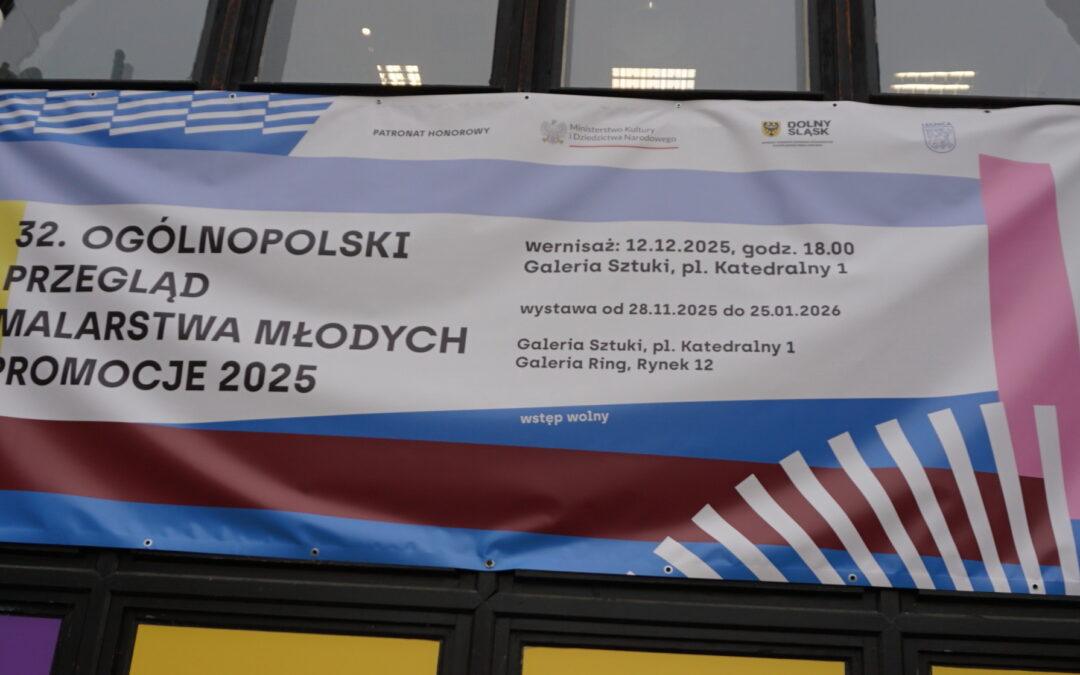 PATRONAT HONOROWY
Ministerstwo Kultury
i Dziedzictwa Narodowego
DOLNY
ŚLĄSK
LEGNICA
32. OGÓLNOPOLSKI
PRZEGLĄD
MALARSTWA MŁODYCH
PROMOCJE 2025
wernisaż: 12.12.2025, godz. 18.00
Galeria Sztuki, pl. Katedralny 1
wystawa od 28.11.2025 do 25.01.2026
Galeria Sztuki, pl. Katedralny 1
Galeria Ring, Rynek 12
wstęp wolny